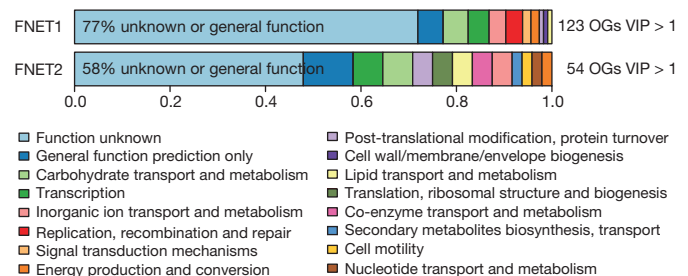 FNET1 77% unknown or general function 123 OGs VIP > 1
FNET2 58% unknown or general function 54 OGs VIP > 1
0.0 0.2 0.4 0.6 0.8 1.0
Function unknown
General function prediction only
Carbohydrate transport and metabolism
Transcription
Inorganic ion transport and metabolism
Replication, recombination and repair
Signal transduction mechanisms
Energy production and conversion
Post-translational modification, protein turnover
Cell wall/membrane/envelope biogenesis
Lipid transport and metabolism
Translation, ribosomal structure and biogenesis
Co-enzyme transport and metabolism
Secondary metabolites biosynthesis, transport
Cell motility
Nucleotide transport and metabolism